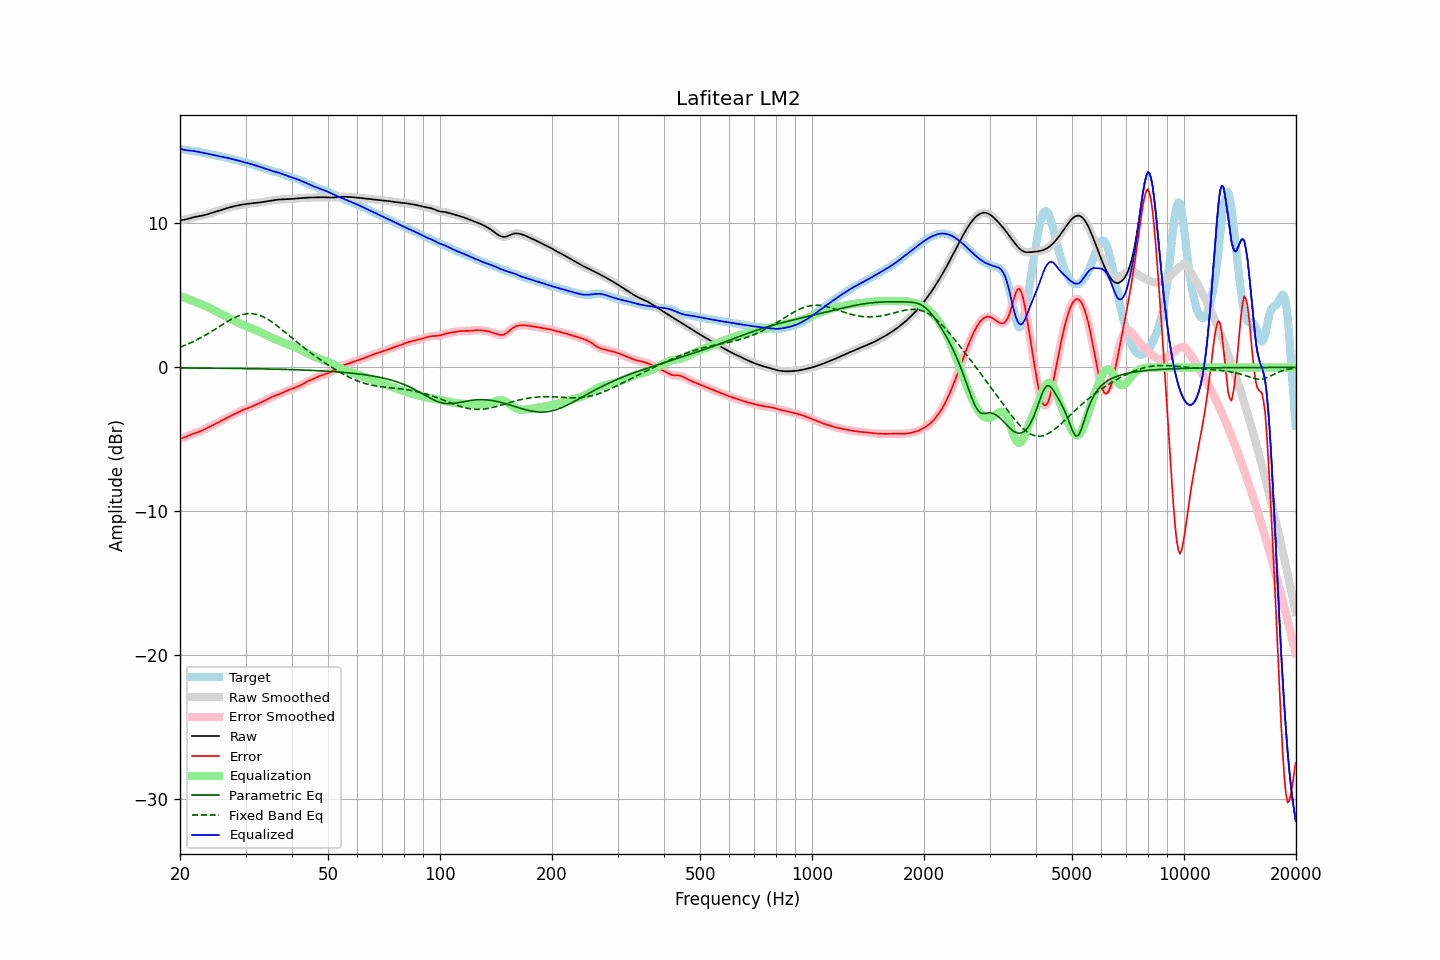 Lafitear LM2
Amplitude (dBr)
10
0
−10
−20
−30
Target
Raw Smoothed
Error Smoothed
Raw
Error
Equalization
Parametric Eq
Fixed Band Eq
Equalized
20 50 100 200 500 1000 2000 5000 10000 20000
Frequency (Hz)